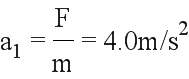 a₁ = F/m = 4.0m/s²